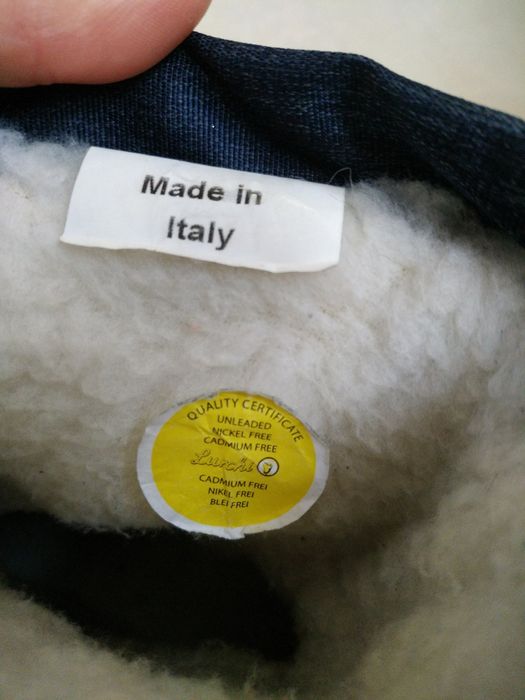 Made in
Italy
QUALITY CERTIFICATE
UNLEADED
NICKEL FREE
CADMIUM FREE
Lurchi
CADMIUM FREI
NIKEL FREI
BLEI FREI